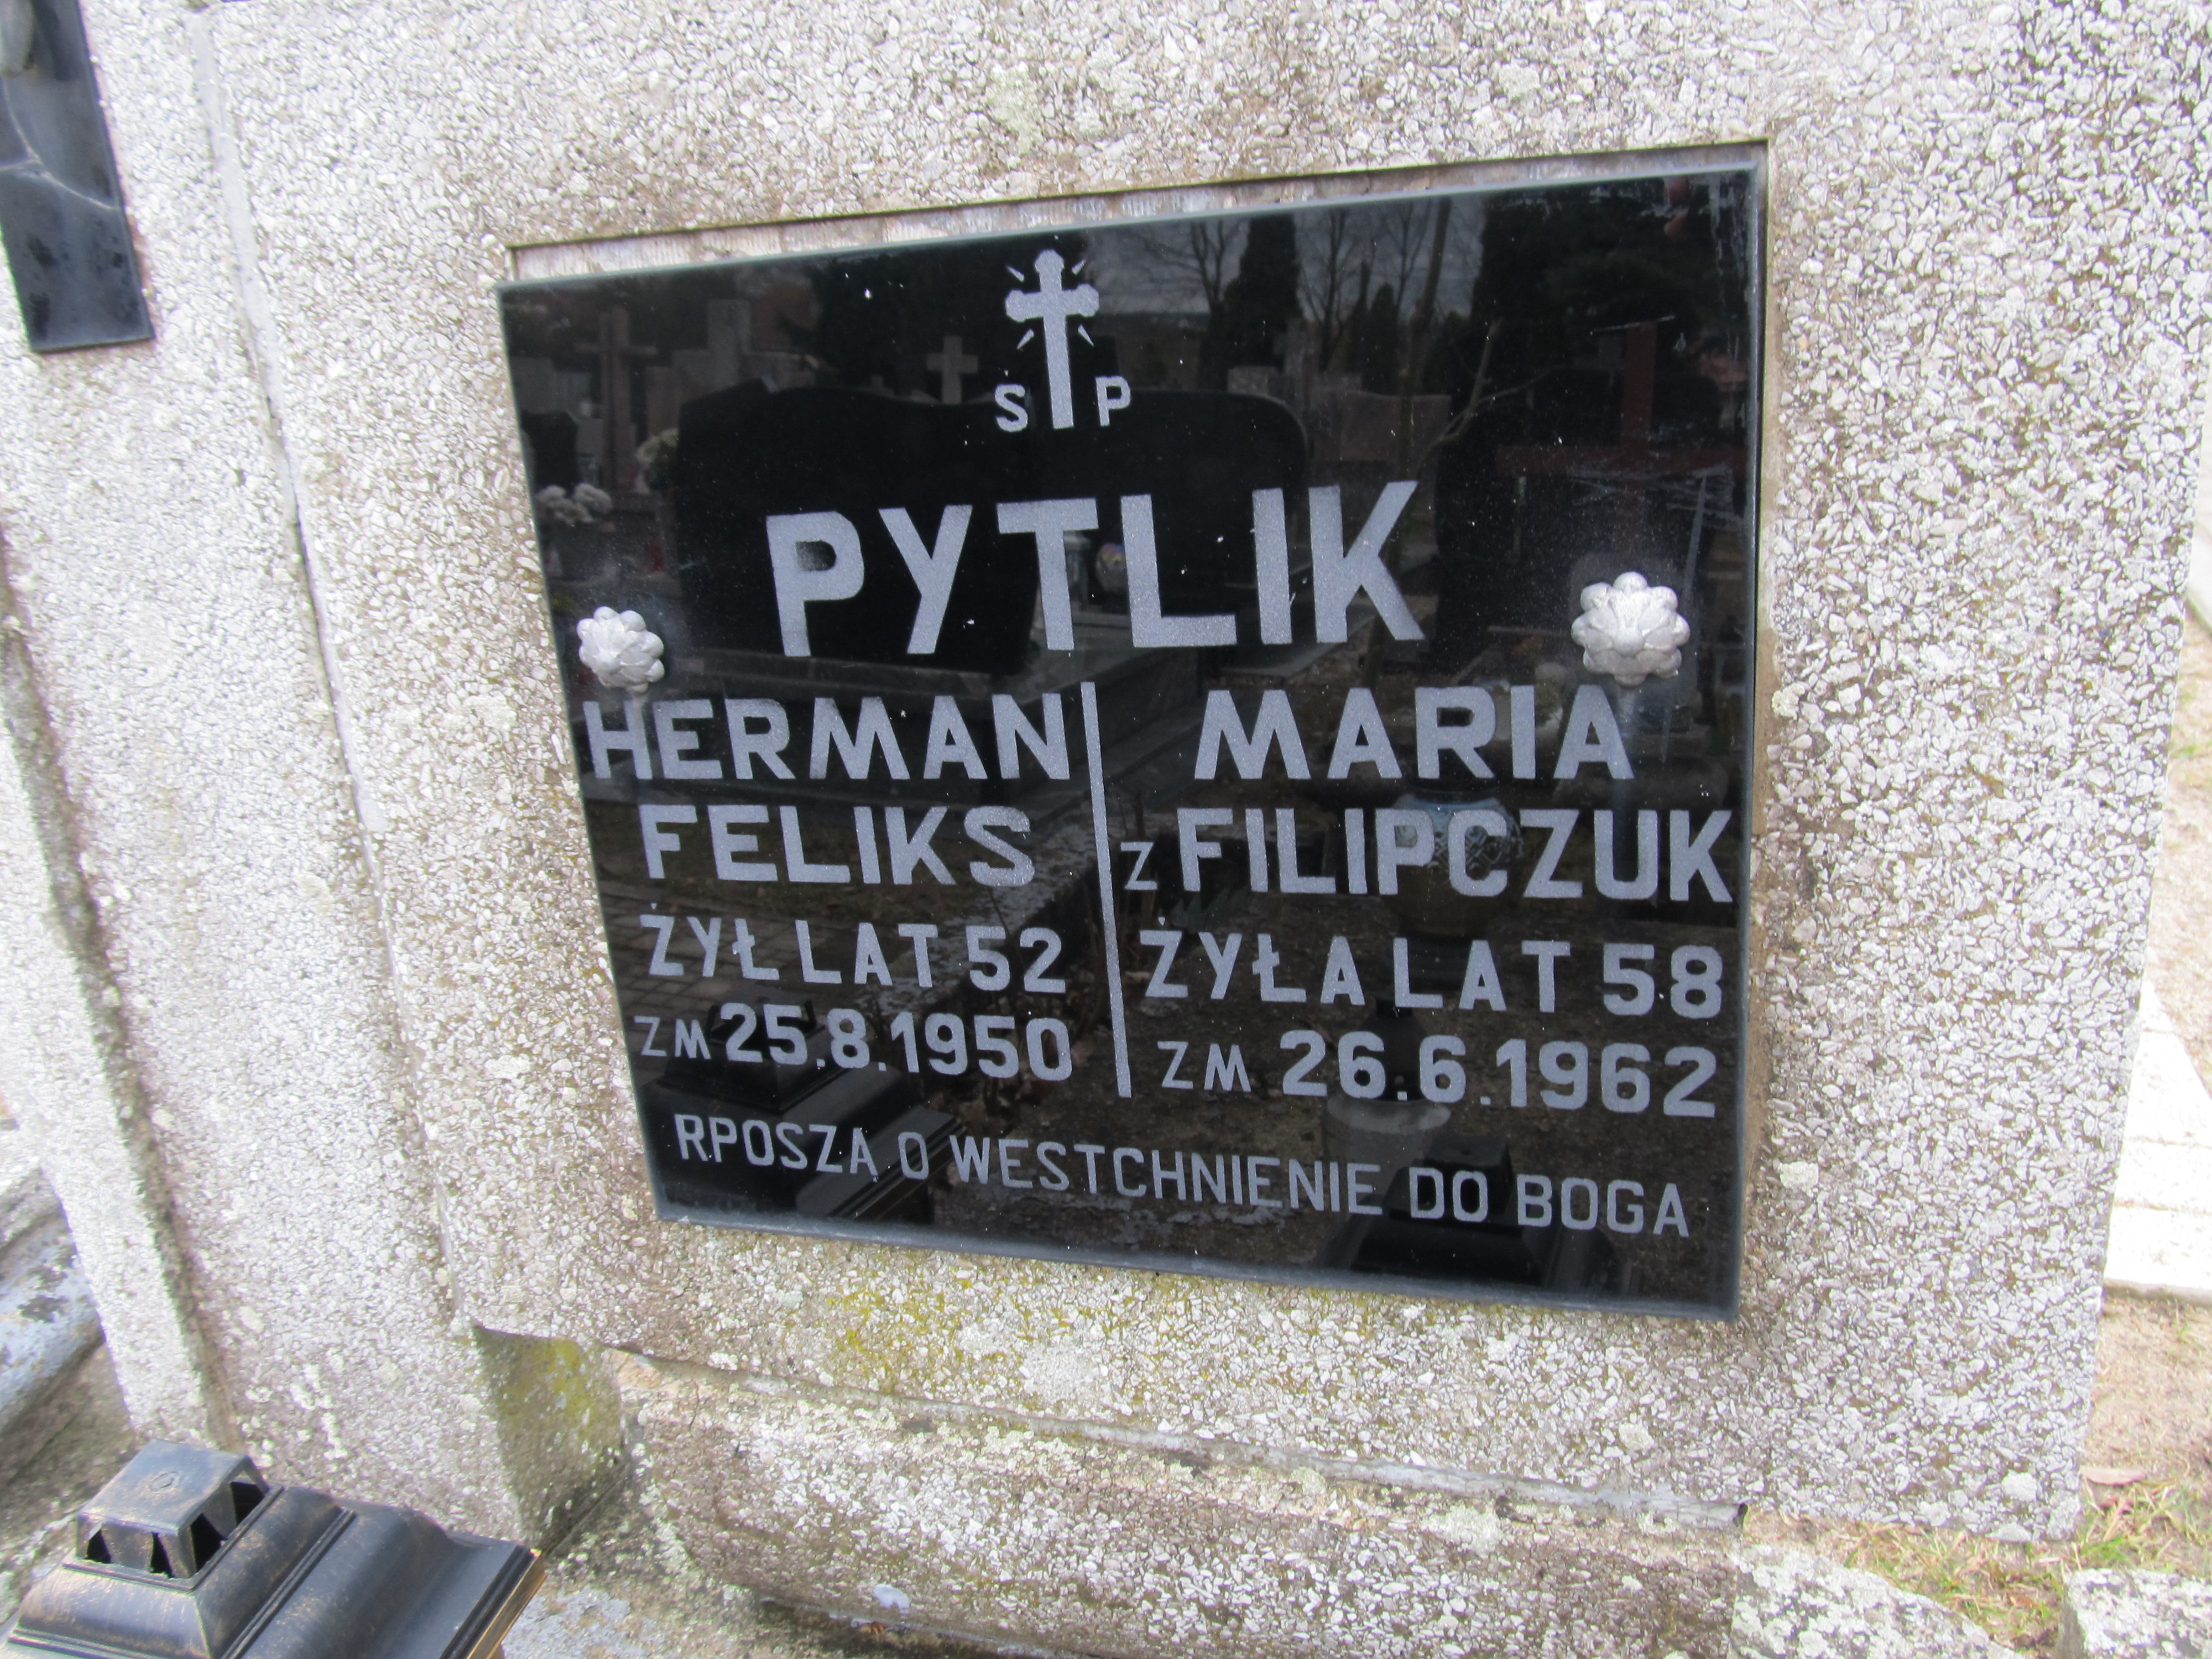 Ś P
PYTLIK
HERMAN
FELIKS
ŻYŁ LAT 52
ZM 25.8.1950
MARIA
Z FILIPCZUK
ŻYŁA LAT 58
ZM 26.6.1962
RPOSZĄ O WESTCHNIENIE DO BOGA